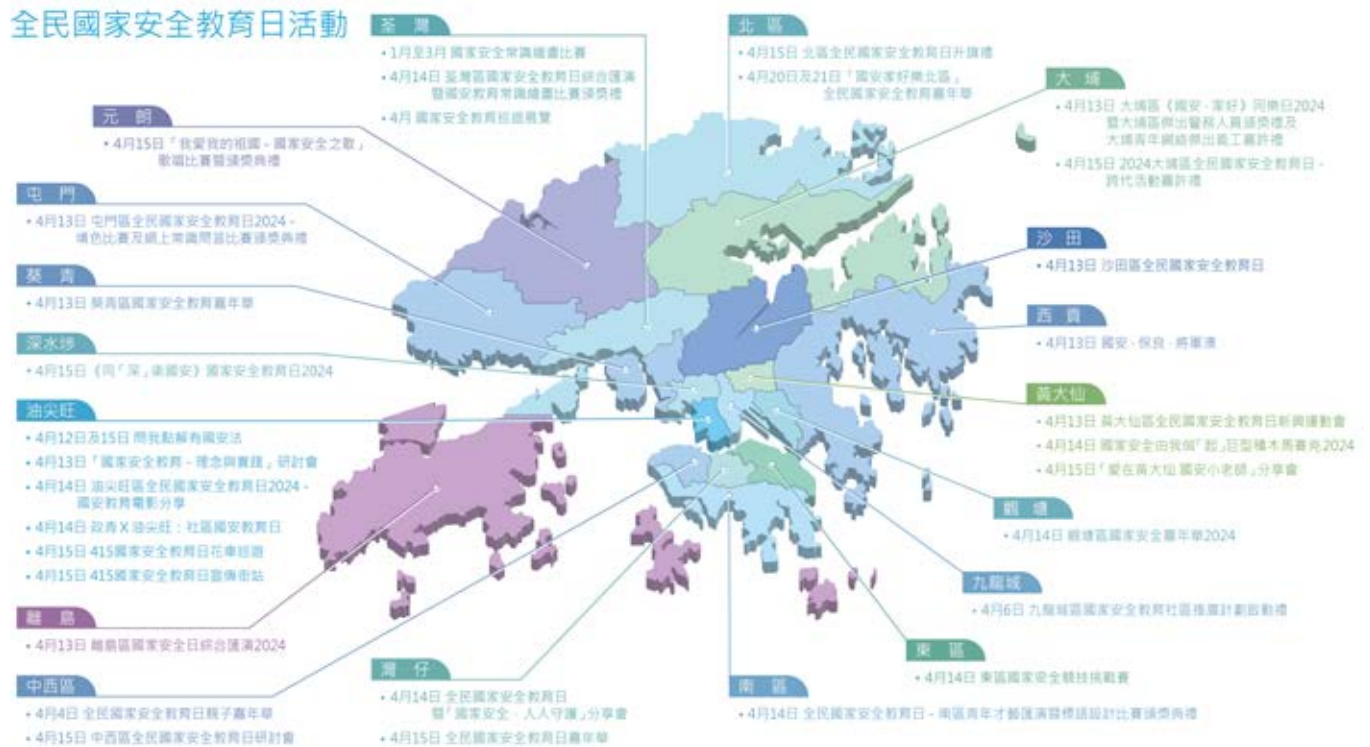 全民國家安全教育日活動
荃灣
• 1月至3月 國家安全常識繪畫比賽
• 4月14日 荃灣區國家安全教育日綜合匯演
暨國安教育常識繪畫比賽頒獎禮
• 4月 國家安全教育巡迴展覽
北區
• 4月15日 北區全民國家安全教育日升旗禮
• 4月20日及21日「國安家好樂北區」
全民國家安全教育嘉年華
大埔
• 4月13日 大埔區《國安·家好》同樂日2024
暨大埔區傑出警務人員頒獎禮及
大埔青年網絡傑出義工嘉許禮
• 4月15日 2024大埔區全民國家安全教育日 -
跨代活動嘉許禮
元朗
• 4月15日「我愛我的祖國 - 國家安全之歌」
歌唱比賽暨頒獎典禮
屯門
• 4月13日 屯門區全民國家安全教育日2024 -
填色比賽及網上常識問答比賽頒獎典禮
沙田
• 4月13日 沙田區全民國家安全教育日
葵青
• 4月13日 葵青區國家安全教育嘉年華
西貢
• 4月13日 國安·保良·將軍澳
深水埗
• 4月15日《同「深」衛國安》國家安全教育日2024
黃大仙
• 4月13日 黃大仙區全民國家安全教育日新興運動會
• 4月14日 國家安全由我個「起」巨型積木馬賽克2024
• 4月15日「愛在黃大仙 國安小老師」分享會
油尖旺
• 4月12日及15日 問我點解有國安法
• 4月13日「國家安全教育 - 理念與實踐」研討會
• 4月14日 油尖旺區全民國家安全教育日2024 -
國安教育電影分享
• 4月14日 政青X油尖旺：社區國安教育日
• 4月15日 415國家安全教育日花車巡遊
• 4月15日 415國家安全教育日宣傳街站
觀塘
• 4月14日 觀塘區國家安全嘉年華2024
九龍城
• 4月6日 九龍城區國家安全教育社區推廣計劃啟動禮
離島
• 4月13日 離島區國家安全日綜合匯演2024
東區
• 4月14日 東區國家安全競技挑戰賽
中西區
• 4月4日 全民國家安全教育日親子嘉年華
• 4月15日 中西區全民國家安全教育日研討會
灣仔
• 4月14日 全民國家安全教育日
暨「國家安全·人人守護」分享會
• 4月15日 全民國家安全教育日嘉年華
南區
• 4月14日 全民國家安全教育日 - 南區青年才藝匯演暨標語設計比賽頒獎典禮